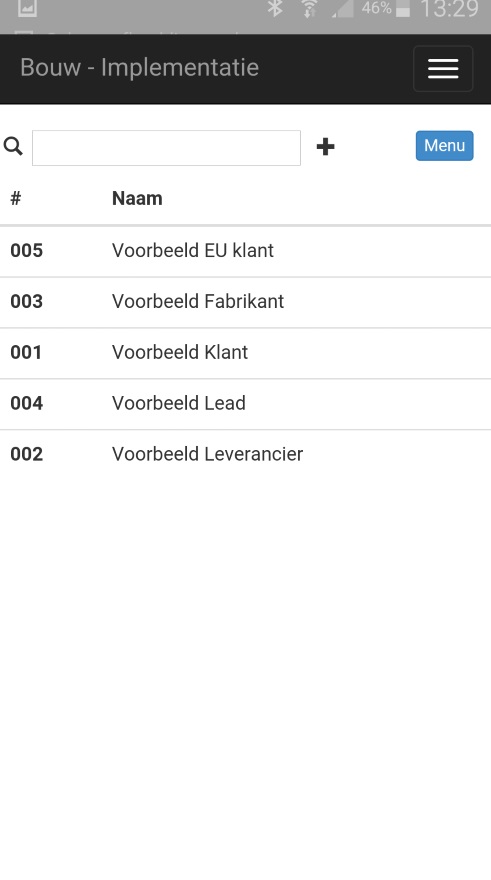 46% 13:29
Bouw - Implementatie
Menu
# Naam
005 Voorbeeld EU klant
003 Voorbeeld Fabrikant
001 Voorbeeld Klant
004 Voorbeeld Lead
002 Voorbeeld Leverancier